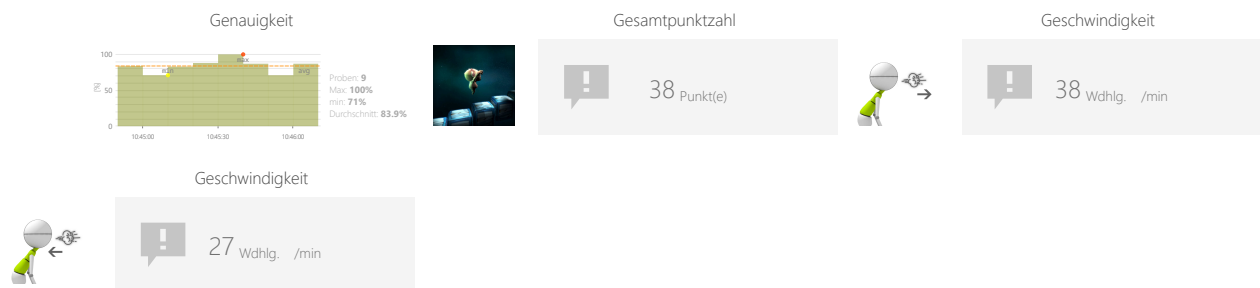 Genauigkeit
100
50
0
[%]
min
max
avg
10:45:00
10:45:30
10:46:00
Proben: 9
Max: 100%
min: 71%
Durchschnitt: 83.9%
Gesamtpunktzahl
38 Punkt(e)
Geschwindigkeit
38 Wdhlg. /min
Geschwindigkeit
27 Wdhlg. /min